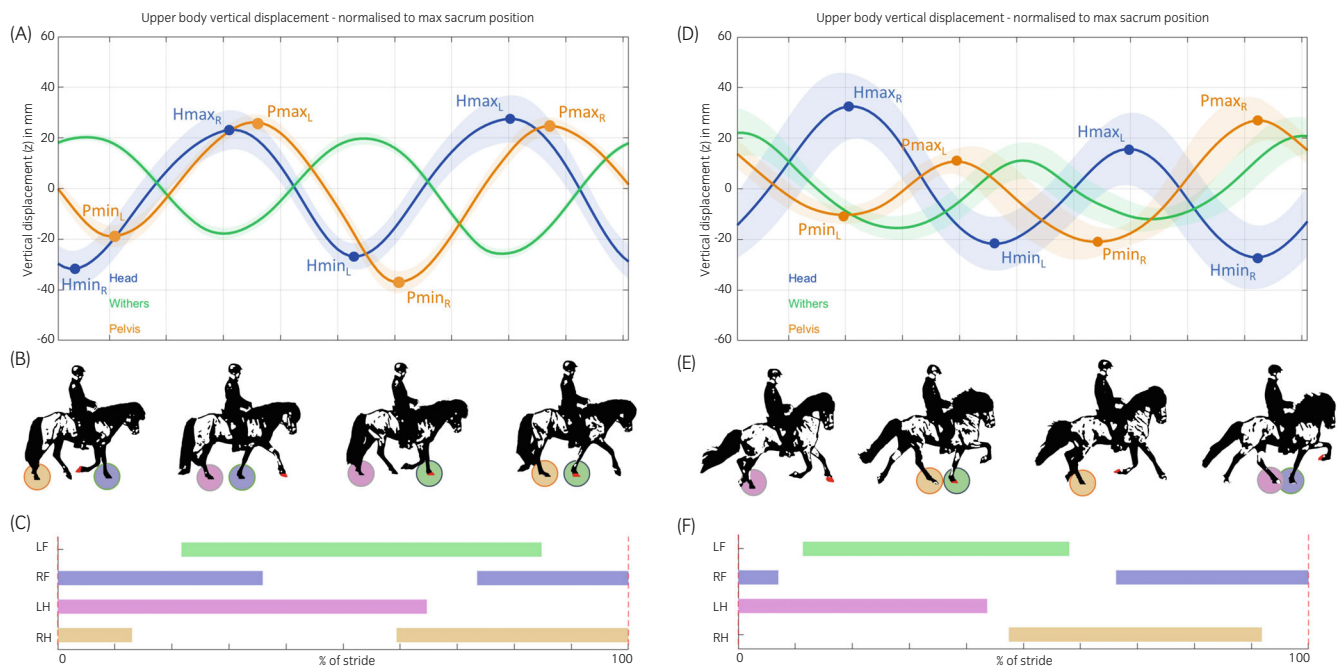 Upper body vertical displacement - normalised to max sacrum position
(A)
60
40
20
0
-20
-40
-60
Vertical displacement (z) in mm
HmaxR
PmaxL
HmaxL
PmaxR
PminL
HminR
HminL
PminR
Head
Withers
Pelvis
(B)
(C)
LF
RF
LH
RH
0
% of stride
100
Upper body vertical displacement - normalised to max sacrum position
(D)
60
40
20
0
-20
-40
-60
Vertical displacement (z) in mm
HmaxR
PmaxL
HmaxL
PmaxR
PminL
HminL
PminR
HminR
Head
Withers
Pelvis
(E)
(F)
LF
RF
LH
RH
0
% of stride
100